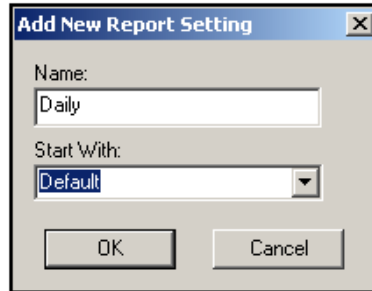 Add New Report Setting
Name:
Daily
Start With:
Default
OK Cancel